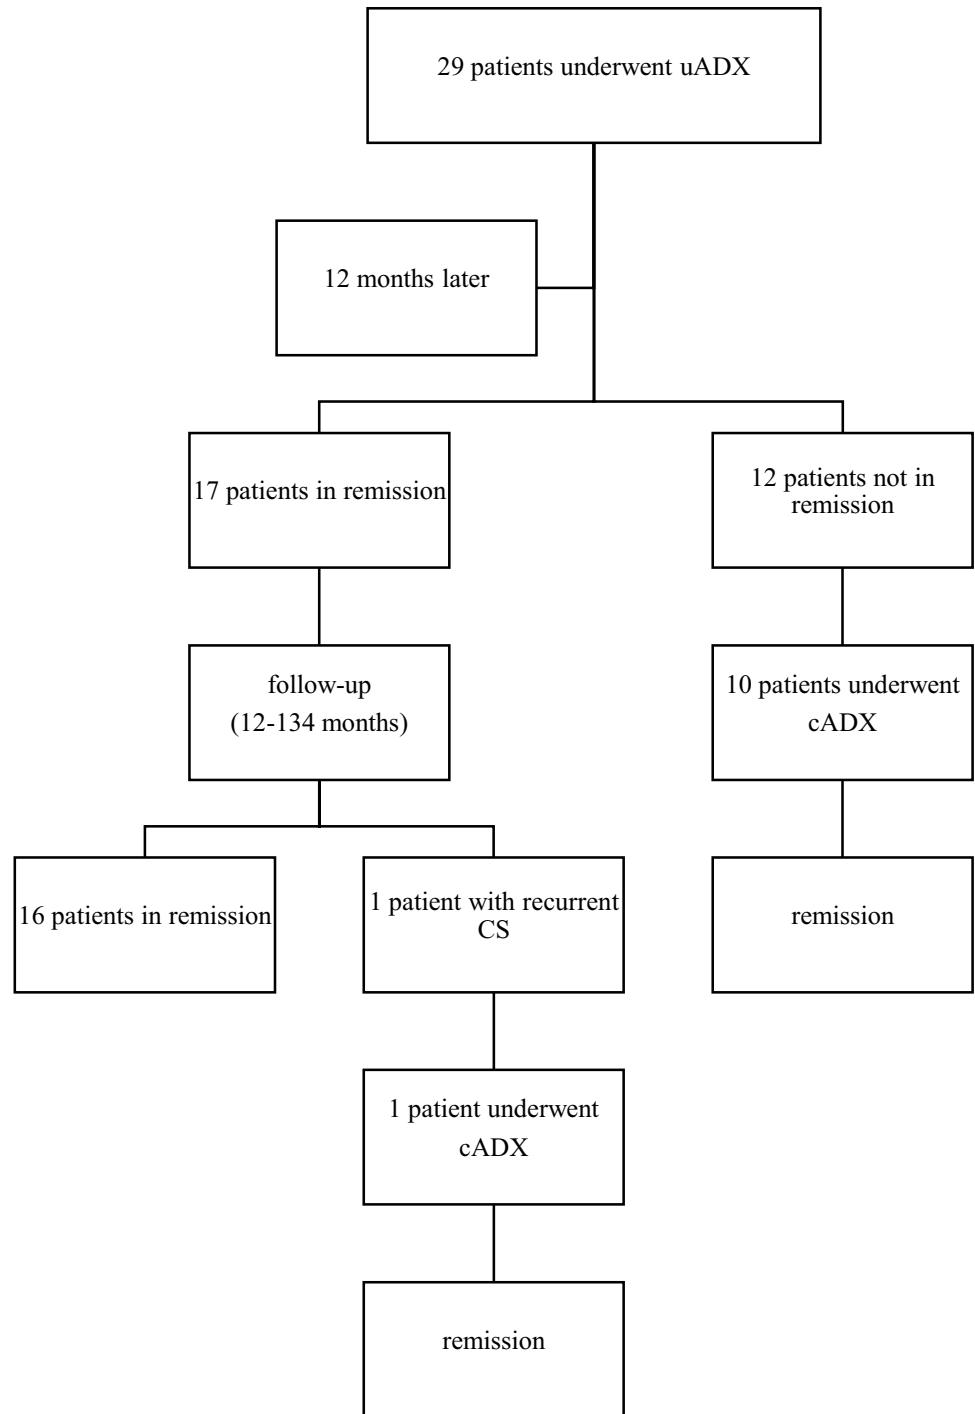 29 patients underwent uADX
12 months later
17 patients in remission
12 patients not in
remission
follow-up
(12-134 months)
10 patients underwent
cADX
16 patients in remission
1 patient with recurrent
CS
remission
1 patient underwent
cADX
remission